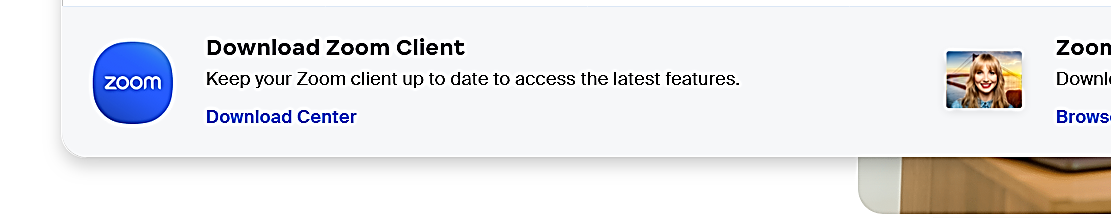 zoom
Download Zoom Client
Keep your Zoom client up to date to access the latest features.
Download Center